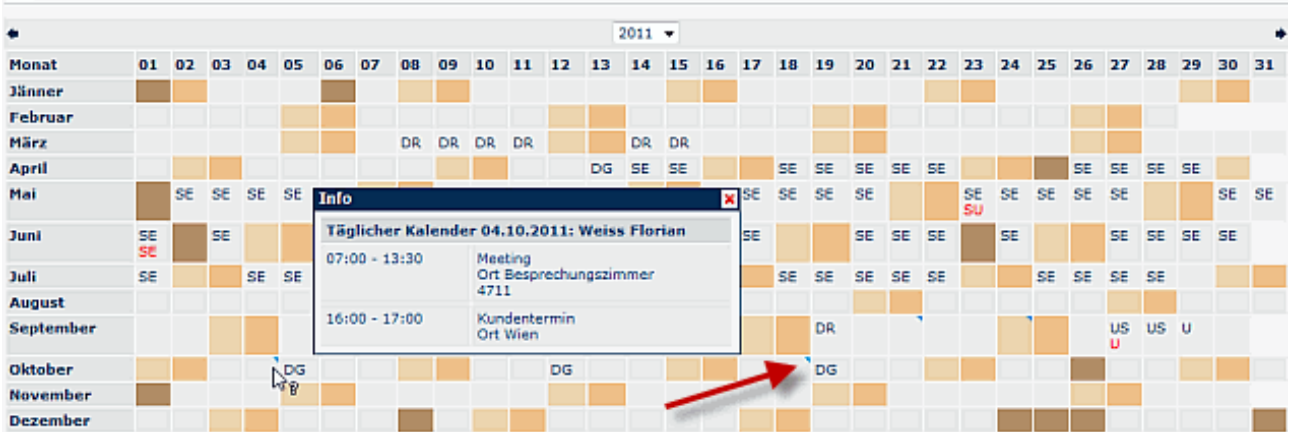 2011
Monat 01 02 03 04 05 06 07 08 09 10 11 12 13 14 15 16 17 18 19 20 21 22 23 24 25 26 27 28 29 30 31
Jänner
Februar
März DR DR DR DR DR DR
April DG SE SE SE SE SE SE SE SE SE SE SE
Mai SE SE SE SE SE SE SE SE SE SE SE SE SE SE SE
SU
Juni SE SE SE SE SE SE SE SE SE SE SE
SE
Juli SE SE SE SE SE SE SE SE SE SE SE
August
September DR US US U
U
Oktober DG DG DG
November
Dezember
Info
Täglicher Kalender 04.10.2011: Weiss Florian
07:00 - 13:30 Meeting
Ort Besprechungszimmer
4711
16:00 - 17:00 Kundentermin
Ort Wien